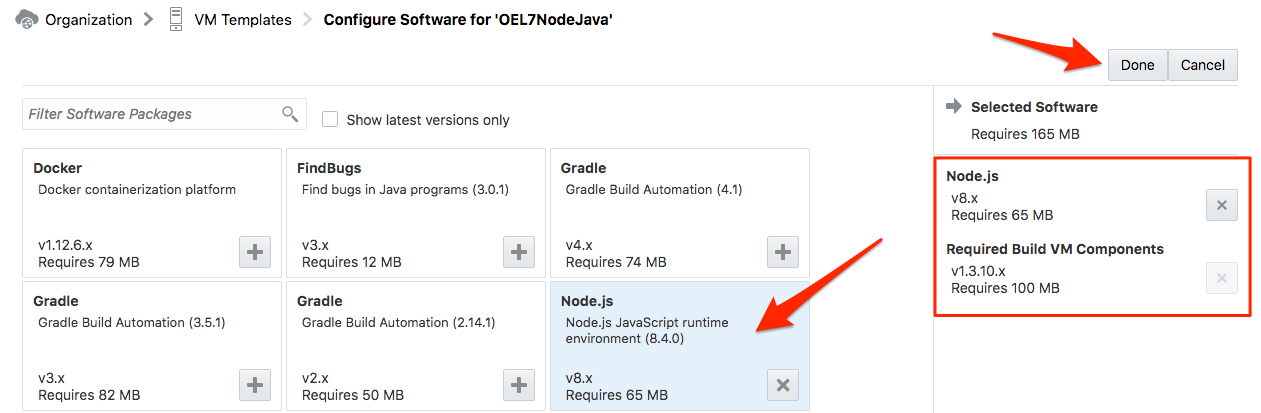 Organization VM Templates Configure Software for 'OEL7NodeJava'
Done Cancel
Filter Software Packages
Show latest versions only
Docker
Docker containerization platform
v1.12.6.x
Requires 79 MB
FindBugs
Find bugs in Java programs (3.0.1)
v3.x
Requires 12 MB
Gradle
Gradle Build Automation (4.1)
v4.x
Requires 74 MB
Gradle
Gradle Build Automation (3.5.1)
v3.x
Requires 82 MB
Gradle
Gradle Build Automation (2.14.1)
v2.x
Requires 50 MB
Node.js
Node.js JavaScript runtime
environment (8.4.0)
v8.x
Requires 65 MB
Selected Software
Requires 165 MB
Node.js
v8.x
Requires 65 MB
Required Build VM Components
v1.3.10.x
Requires 100 MB